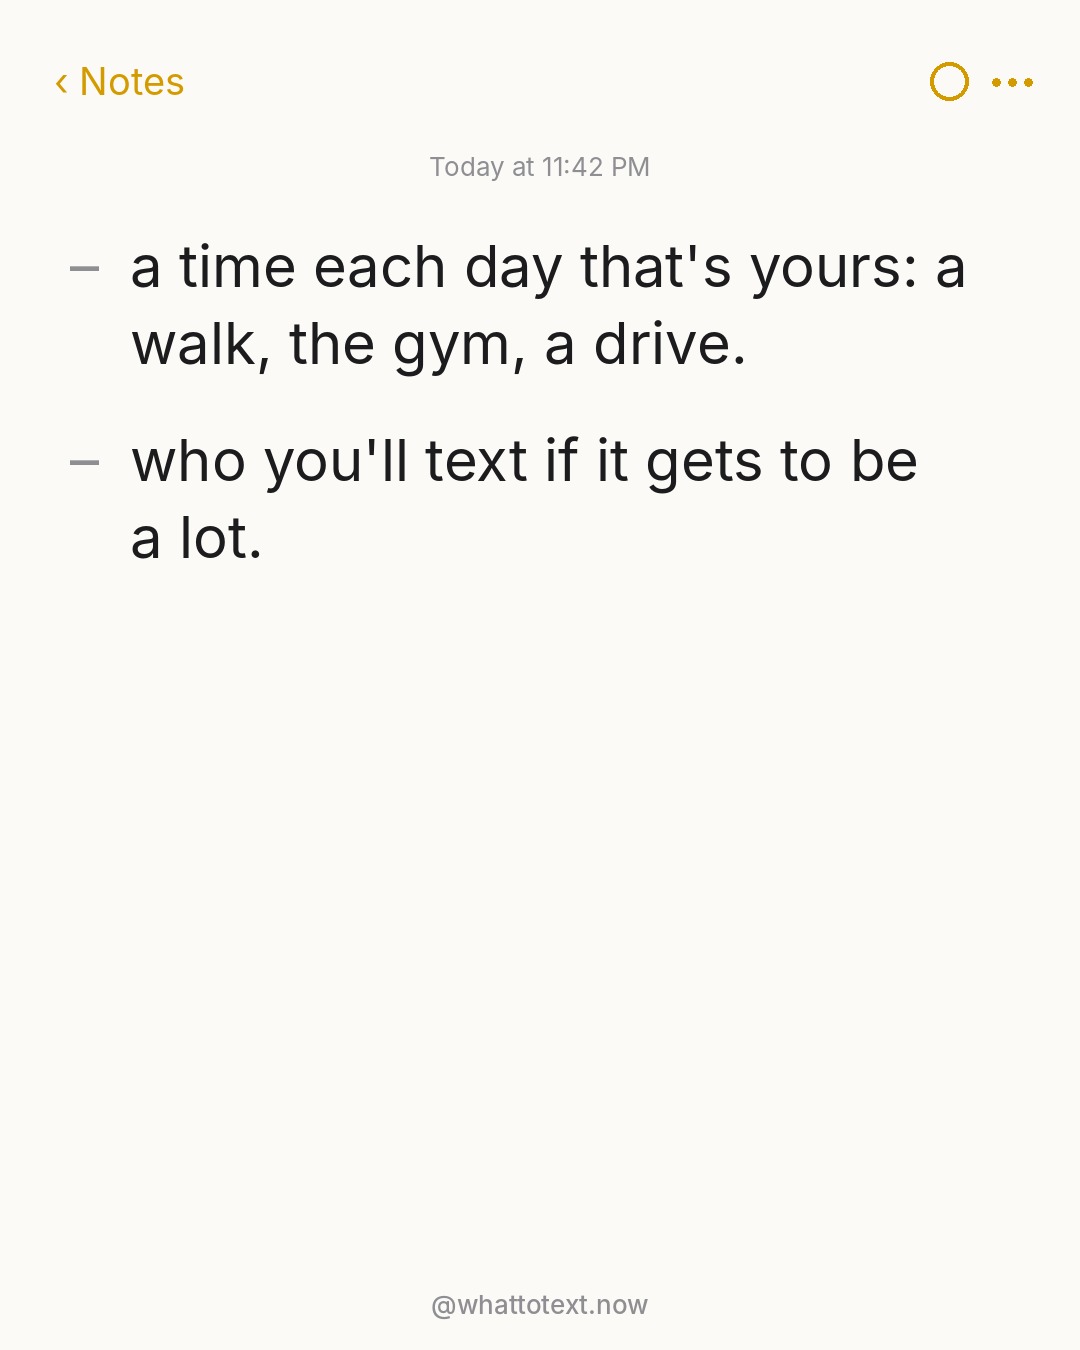 ‹ Notes
Today at 11:42 PM
– a time each day that's yours: a
walk, the gym, a drive.
– who you'll text if it gets to be
a lot.
@whattotext.now